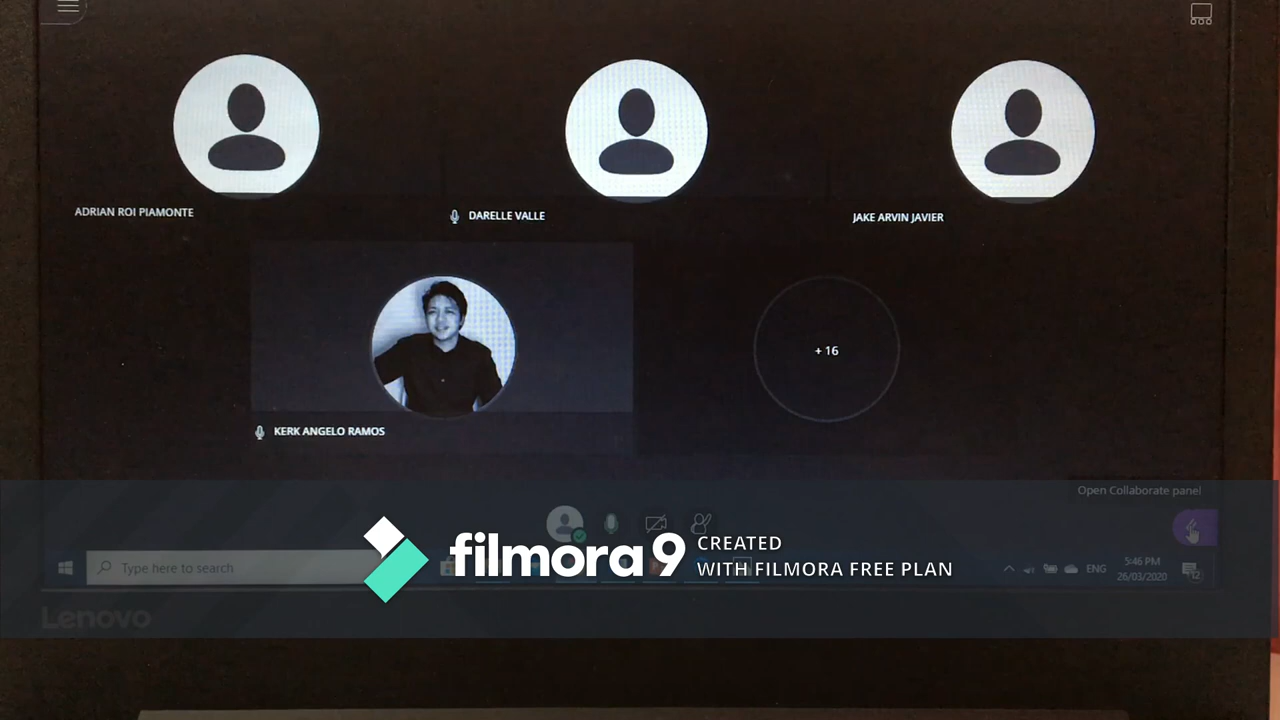 ADRIAN ROI PIAMONTE
DARELLE VALLE
JAKE ARVIN JAVIER
+ 16
KERK ANGELO RAMOS
Open Collaborate panel
filmora9 CREATED
WITH FILMORA FREE PLAN
Type here to search
ENG
5:46 PM
26/03/2020
12
Lenovo